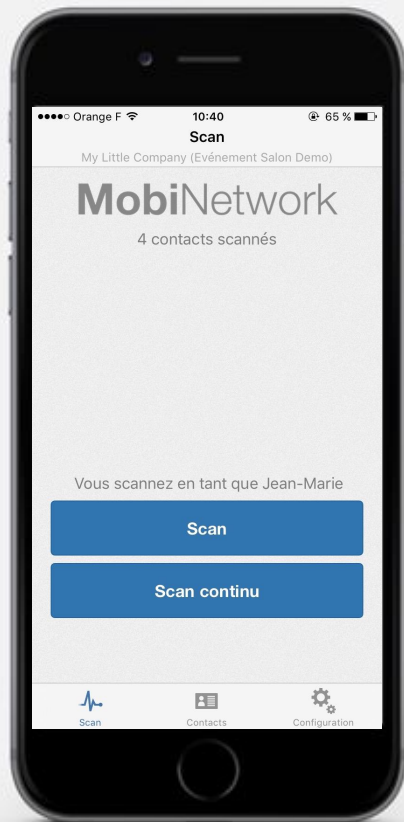 Orange F 10:40 65 %
Scan
My Little Company (Evénement Salon Demo)
MobiNetwork
4 contacts scannés
Vous scannez en tant que Jean-Marie
Scan
Scan continu
Scan Contacts Configuration